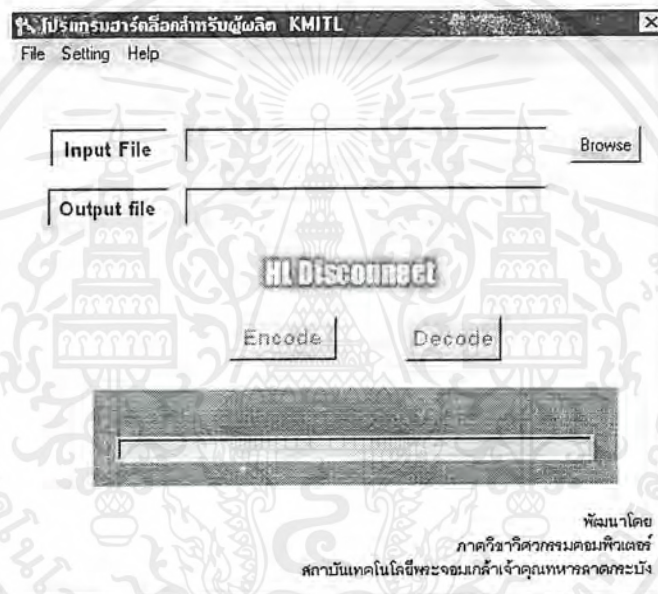 โปรแกรมฮาร์ดล็อคสำหรับผู้ผลิต KMITL
File Setting Help
Input File Browse
Output file
HL Disconnect
Encode Decode
พัฒนาโดย
ภาควิชาวิศวกรรมคอมพิวเตอร์
สถาบันเทคโนโลยีพระจอมเกล้าเจ้าคุณทหารลาดกระบัง